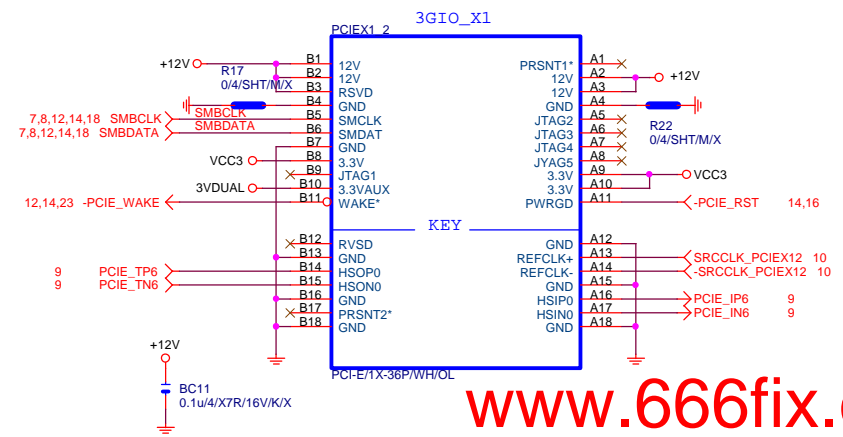 3GIO_X1
PCIEX1_2
+12V
R17
0/4/SHT/M/X
B1 12V
B2 12V
B3 RSVD
B4 GND
7,8,12,14,18 SMBCLK SMBCLK B5 SMCLK
7,8,12,14,18 SMBDATA SMBDATA B6 SMDAT
B7 GND
VCC3 B8 3.3V
B9 JTAG1
3VDUAL B10 3.3VAUX
12,14,23 -PCIE_WAKE B11 WAKE*
PRSNT1* A1
12V A2 +12V
12V A3
GND A4
R22
0/4/SHT/M/X
JTAG2 A5
JTAG3 A6
JTAG4 A7
JYAG5 A8
3.3V A9 VCC3
3.3V A10
PWRGD A11 -PCIE_RST 14,16
KEY
B12 RVSD
B13 GND
9 PCIE_TP6 B14 HSOP0
9 PCIE_TN6 B15 HSON0
B16 GND
B17 PRSNT2*
B18 GND
GND A12
REFCLK+ A13 SRCCLK_PCIEX12 10
REFCLK- A14 -SRCCLK_PCIEX12 10
GND A15
HSIP0 A16 PCIE_IP6 9
HSIN0 A17 PCIE_IN6 9
GND A18
PCI-E/1X-36P/WH/OL
+12V
BC11
0.1u/4/X7R/16V/K/X
www.666fix.